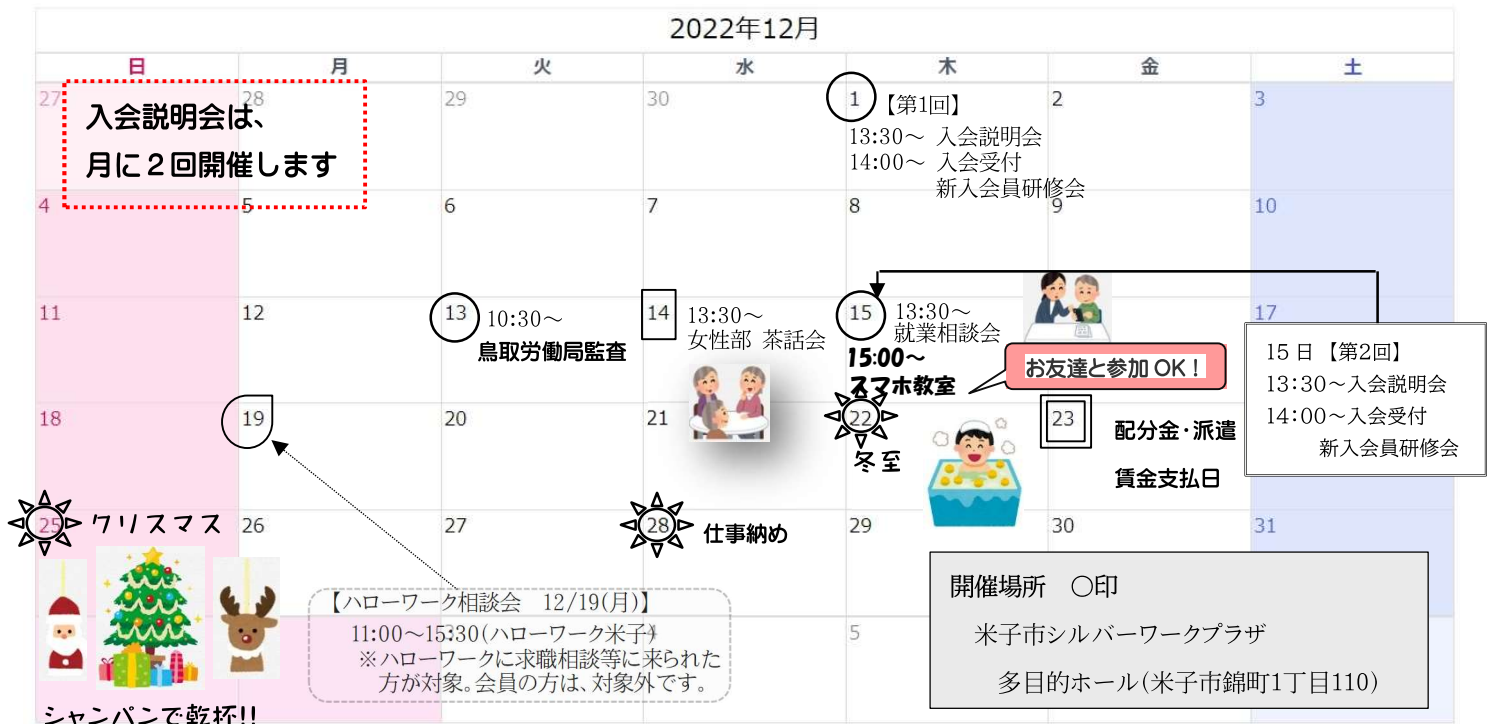 2022年12月
日 月 火 水 木 金 土
27 28 29 30 1 2 3
入会説明会は、
月に2回開催します
【第1回】
13:30～ 入会説明会
14:00～ 入会受付
新入会員研修会
4 5 6 7 8 9 10
11 12 13 14 15 17
10:30～
鳥取労働局監査
13:30～
女性部 茶話会
13:30～
就業相談会
15:00～
スマホ教室
お友達と参加 OK！
15日【第2回】
13:30～入会説明会
14:00～入会受付
新入会員研修会
18 19 20 21 22 23
冬至
配分金･派遣
賃金支払日
25 26 27 28 29 30 31
クリスマス
仕事納め
シャンパンで乾杯!!
【ハローワーク相談会　12/19(月)】
11:00～15:30(ハローワーク米子)
※ハローワークに求職相談等に来られた
方が対象。会員の方は、対象外です。
4 5
開催場所　〇印
米子市シルバーワークプラザ
多目的ホール(米子市錦町1丁目110)